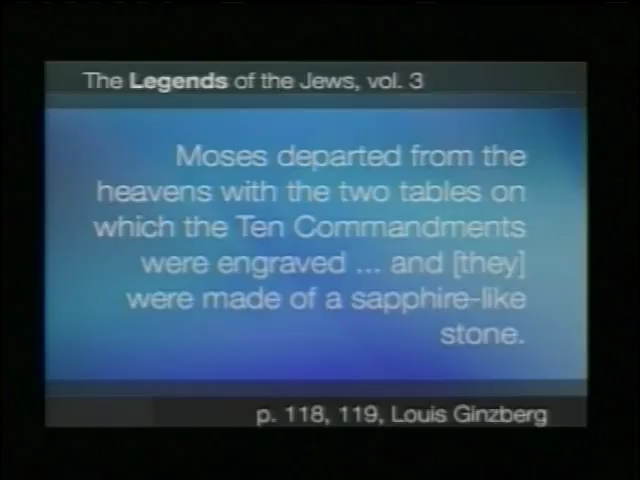 The Legends of the Jews, vol. 3
Moses departed from the
heavens with the two tables on
which the Ten Commandments
were engraved ... and [they]
were made of a sapphire-like
stone.
p. 118, 119, Louis Ginzberg